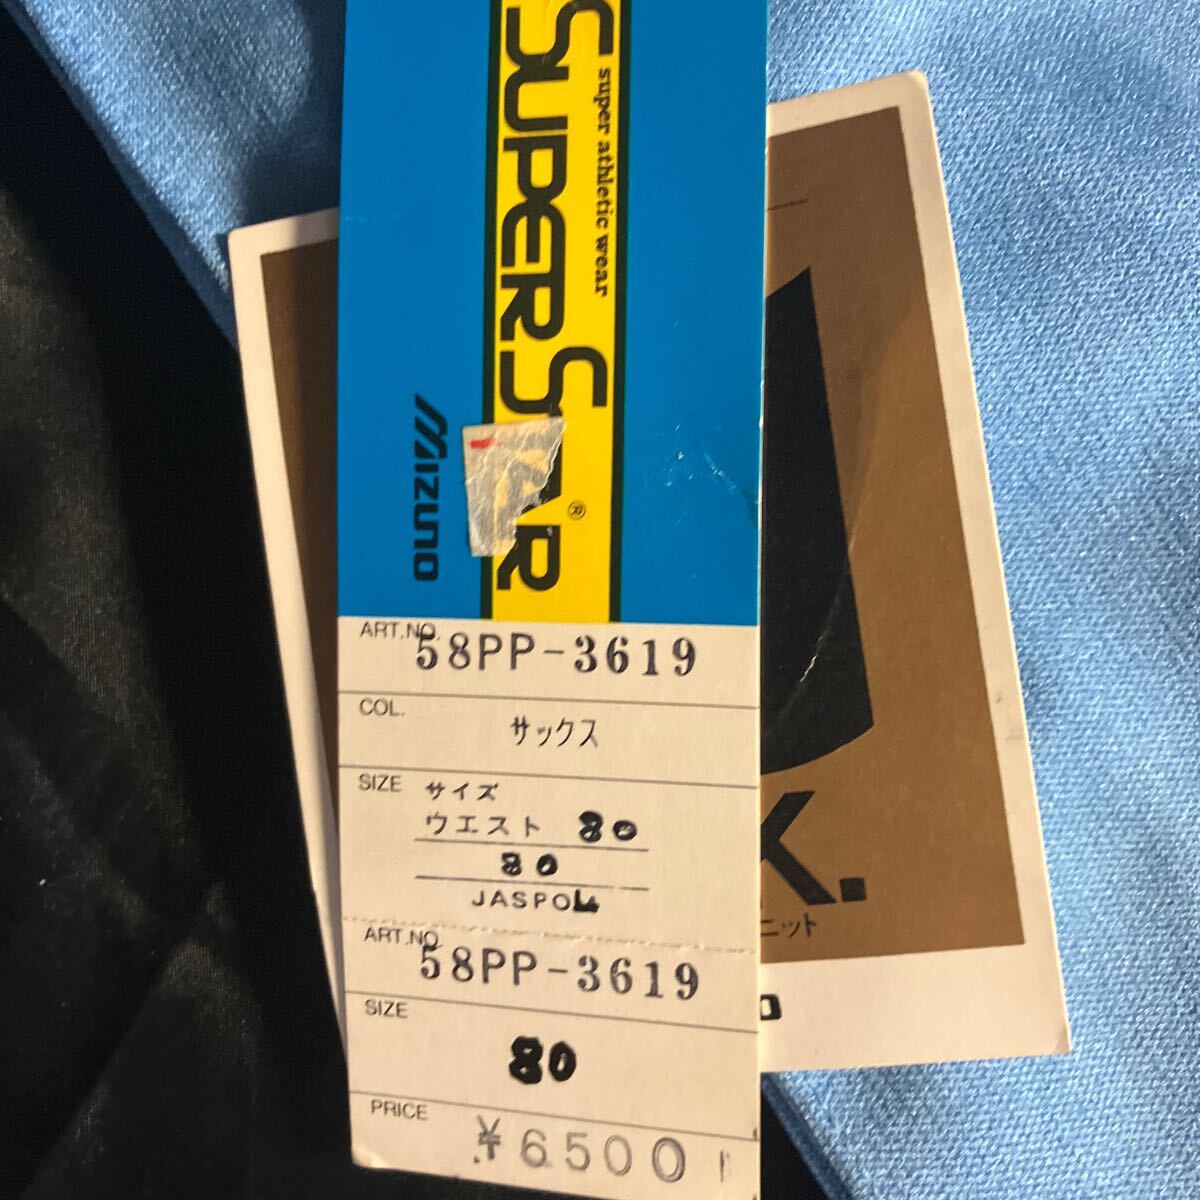 SUPER STAR
super athletic wear
®
MIZUNO
ART.NO.
58PP-3619
COL.
サックス
SIZE サイズ
ウエスト 80
80
JASPO
ART.NO.
58PP-3619
SIZE
80
PRICE
¥6500
K.
ニット